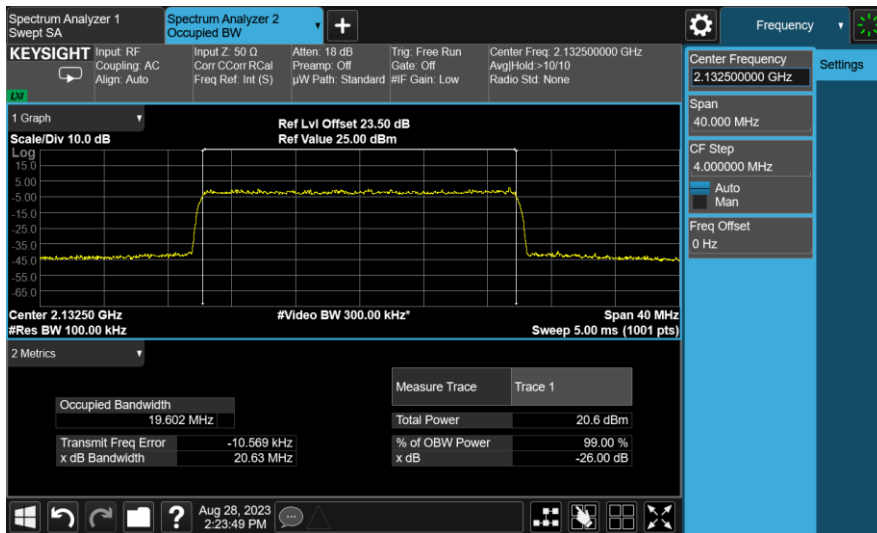 Spectrum Analyzer 1
Swept SA
Spectrum Analyzer 2
Occupied BW
+
Frequency
KEYSIGHT
LXI
Input: RF
Coupling: AC
Align: Auto
Input Z: 50 Ω
Corr CCorr RCal
Freq Ref: Int (S)
Atten: 18 dB
Preamp: Off
µW Path: Standard
Trig: Free Run
Gate: Off
#IF Gain: Low
Center Freq: 2.132500000 GHz
Avg|Hold:>10/10
Radio Std: None
Center Frequency
2.132500000 GHz
Settings
Span
40.000 MHz
CF Step
4.000000 MHz
Auto
Man
Freq Offset
0 Hz
1 Graph
Scale/Div 10.0 dB
Ref Lvl Offset 23.50 dB
Ref Value 25.00 dBm
Log
15.0
5.00
-5.00
-15.0
-25.0
-35.0
-45.0
-55.0
-65.0
Center 2.13250 GHz
#Video BW 300.00 kHz*
Span 40 MHz
#Res BW 100.00 kHz
Sweep 5.00 ms (1001 pts)
2 Metrics
Measure Trace
Trace 1
Occupied Bandwidth
19.602 MHz
Total Power
20.6 dBm
Transmit Freq Error
-10.569 kHz
% of OBW Power
99.00 %
x dB Bandwidth
20.63 MHz
x dB
-26.00 dB
?
Aug 28, 2023
2:23:49 PM